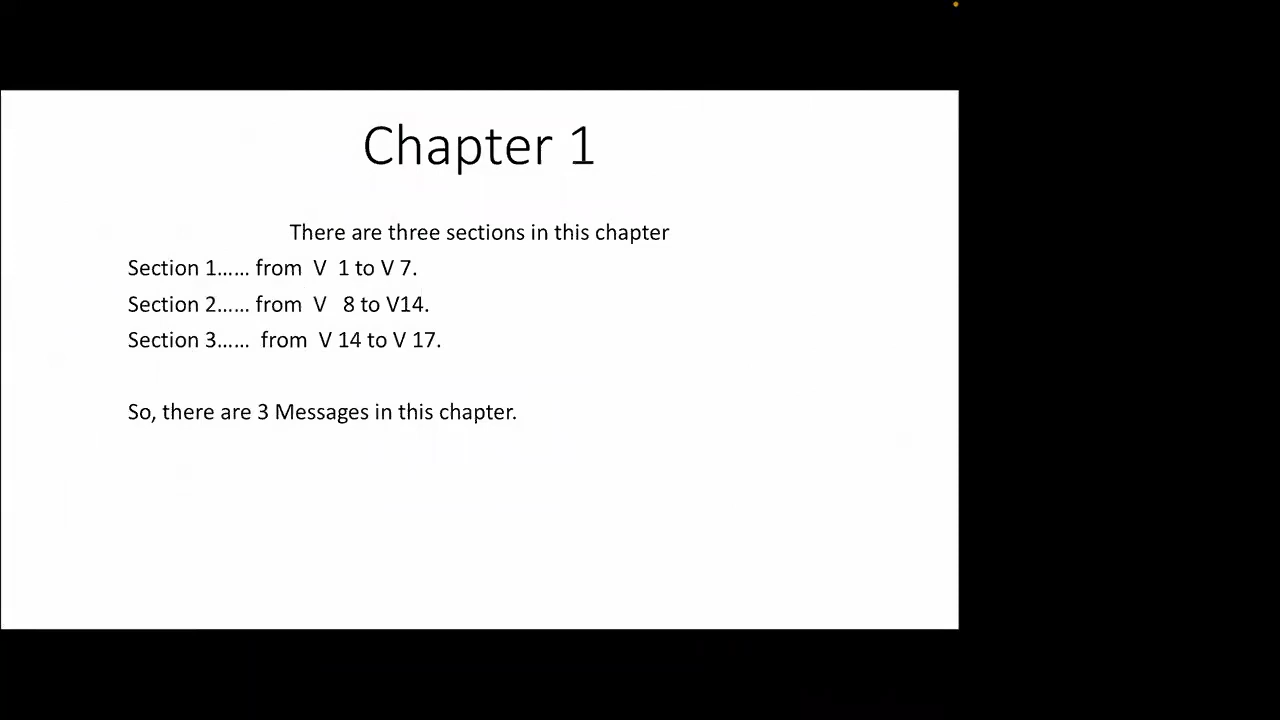 Chapter 1
There are three sections in this chapter
Section 1...... from  V  1 to V 7.
Section 2...... from  V   8 to V14.
Section 3......  from  V 14 to V 17.
So, there are 3 Messages in this chapter.